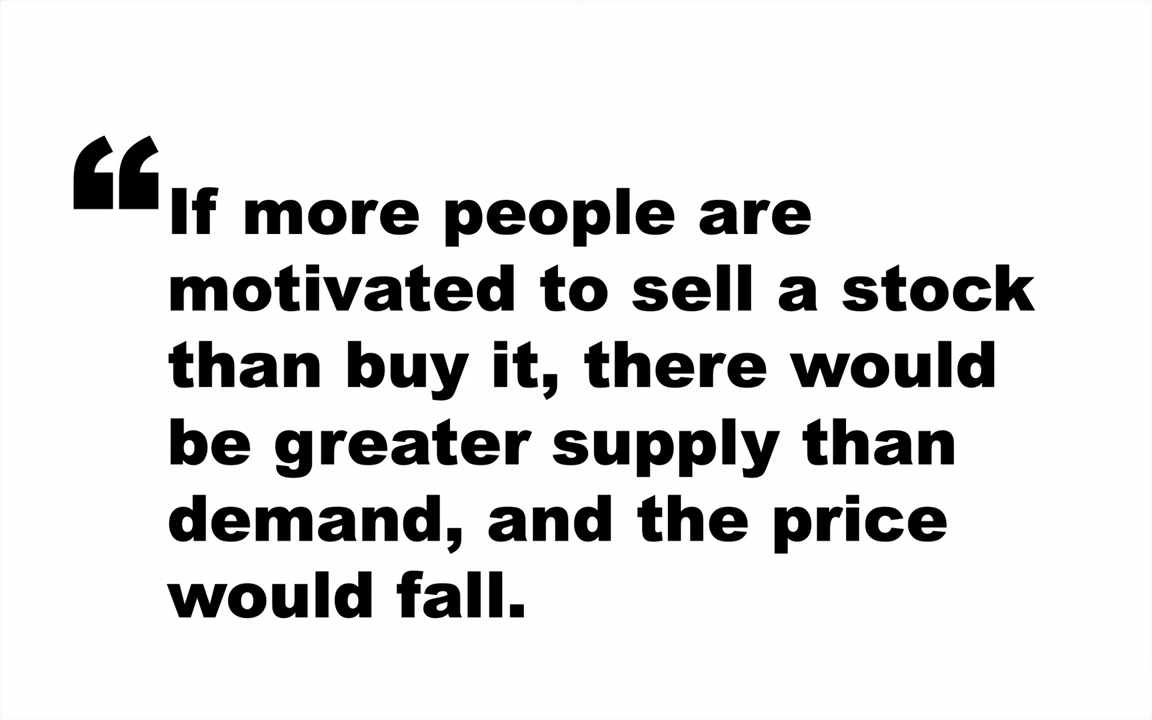 “If more people are
motivated to sell a stock
than buy it, there would
be greater supply than
demand, and the price
would fall.